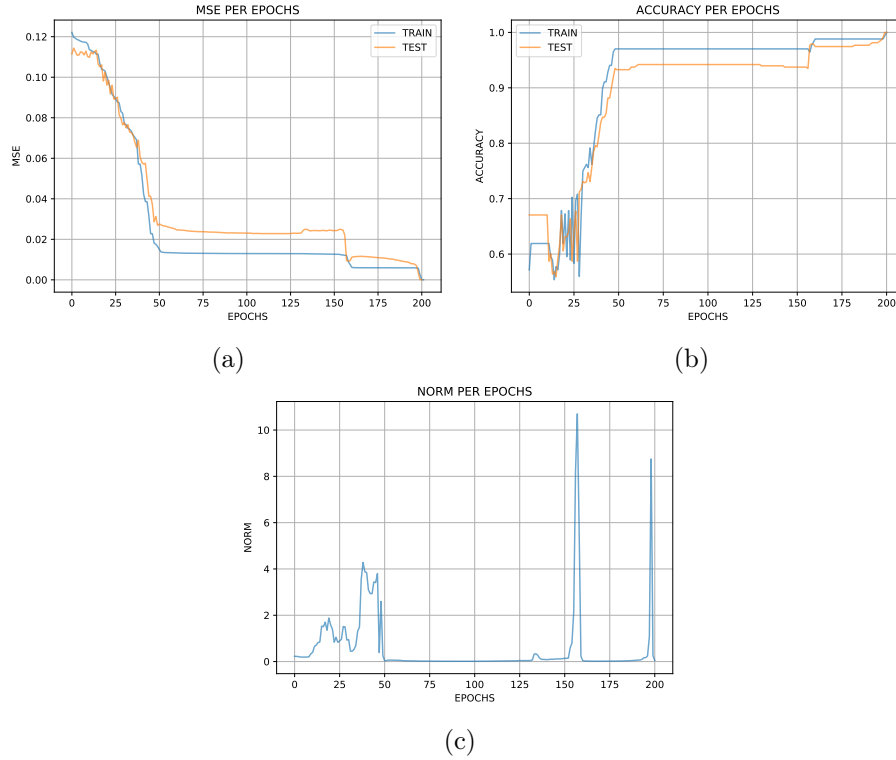 MSE PER EPOCHS
TRAIN
TEST
MSE
0.12
0.10
0.08
0.06
0.04
0.02
0.00
0 25 50 75 100 125 150 175 200
EPOCHS
(a)
ACCURACY PER EPOCHS
TRAIN
TEST
ACCURACY
1.0
0.9
0.8
0.7
0.6
0 25 50 75 100 125 150 175 200
EPOCHS
(b)
NORM PER EPOCHS
NORM
10
8
6
4
2
0
0 25 50 75 100 125 150 175 200
EPOCHS
(c)